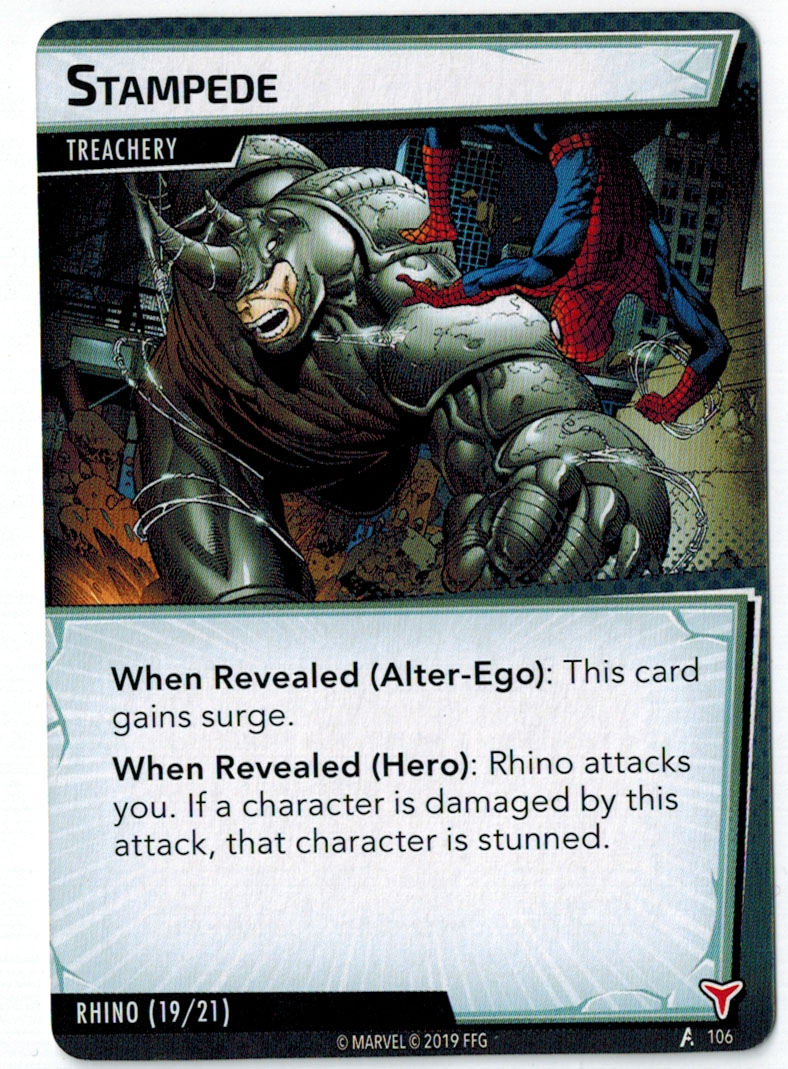 STAMPEDE
TREACHERY
When Revealed (Alter-Ego): This card
gains surge.
When Revealed (Hero): Rhino attacks
you. If a character is damaged by this
attack, that character is stunned.
RHINO (19/21)
© MARVEL © 2019 FFG
106